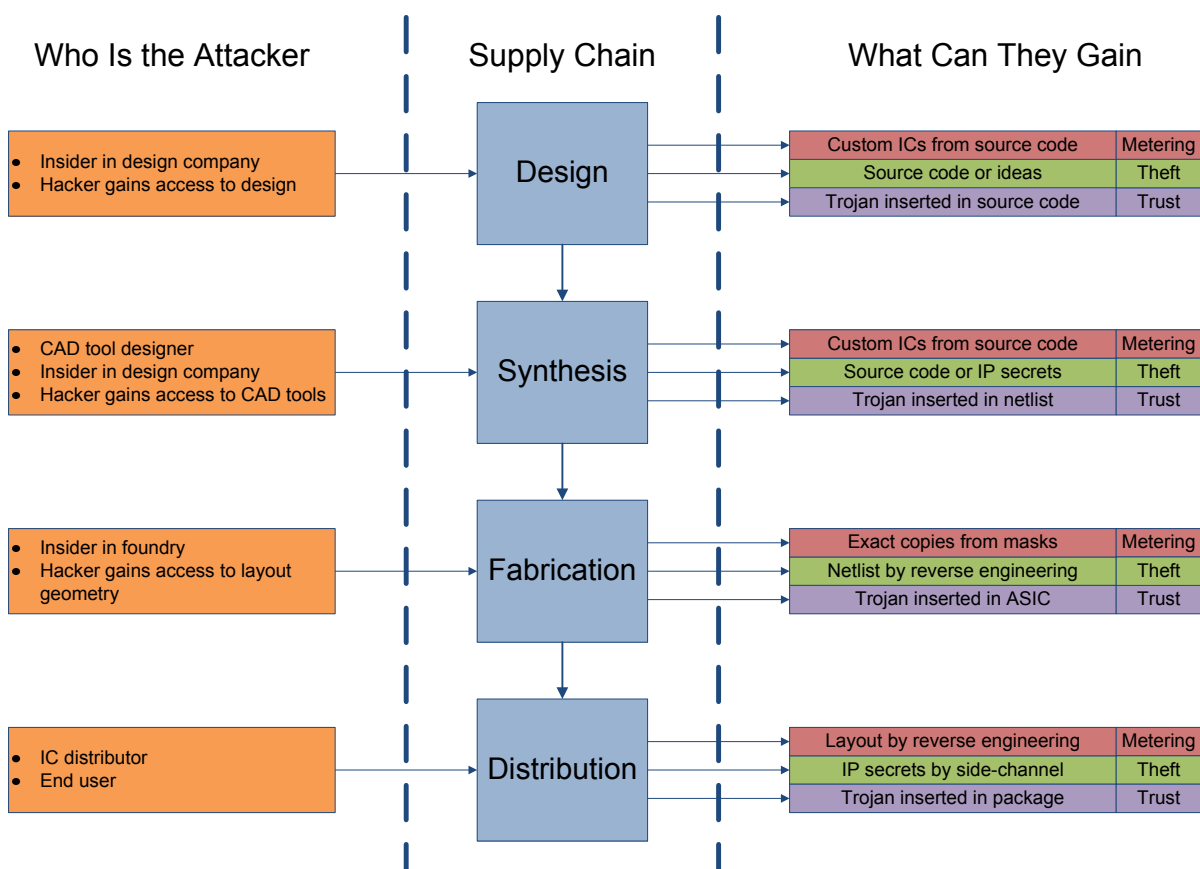 Who Is the Attacker
Supply Chain
What Can They Gain
• Insider in design company
• Hacker gains access to design
Design
Custom ICs from source code Metering
Source code or ideas Theft
Trojan inserted in source code Trust
• CAD tool designer
• Insider in design company
• Hacker gains access to CAD tools
Synthesis
Custom ICs from source code Metering
Source code or IP secrets Theft
Trojan inserted in netlist Trust
• Insider in foundry
• Hacker gains access to layout
geometry
Fabrication
Exact copies from masks Metering
Netlist by reverse engineering Theft
Trojan inserted in ASIC Trust
• IC distributor
• End user
Distribution
Layout by reverse engineering Metering
IP secrets by side-channel Theft
Trojan inserted in package Trust